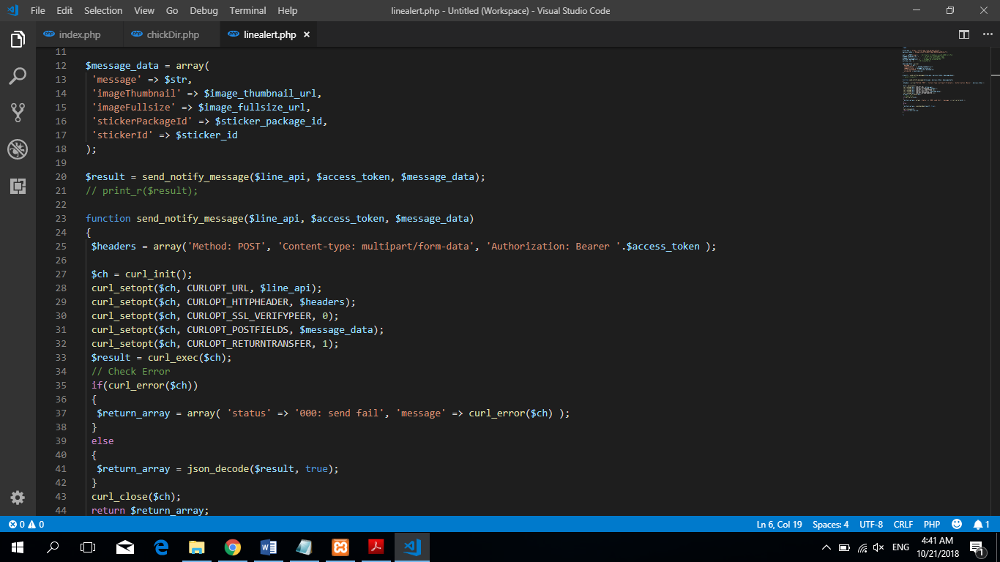 File Edit Selection View Go Debug Terminal Help
linealert.php - Untitled (Workspace) - Visual Studio Code
index.php chickDir.php linealert.php
11
12 $message_data = array(
13 'message' => $str,
14 'imageThumbnail' => $image_thumbnail_url,
15 'imageFullsize' => $image_fullsize_url,
16 'stickerPackageId' => $sticker_package_id,
17 'stickerId' => $sticker_id
18 );
19
20 $result = send_notify_message($line_api, $access_token, $message_data);
21 // print_r($result);
22
23 function send_notify_message($line_api, $access_token, $message_data)
24 {
25 $headers = array('Method: POST', 'Content-type: multipart/form-data', 'Authorization: Bearer '.$access_token );
26
27 $ch = curl_init();
28 curl_setopt($ch, CURLOPT_URL, $line_api);
29 curl_setopt($ch, CURLOPT_HTTPHEADER, $headers);
30 curl_setopt($ch, CURLOPT_SSL_VERIFYPEER, 0);
31 curl_setopt($ch, CURLOPT_POSTFIELDS, $message_data);
32 curl_setopt($ch, CURLOPT_RETURNTRANSFER, 1);
33 $result = curl_exec($ch);
34 // Check Error
35 if(curl_error($ch))
36 {
37 $return_array = array( 'status' => '000: send fail', 'message' => curl_error($ch) );
38 }
39 else
40 {
41 $return_array = json_decode($result, true);
42 }
43 curl_close($ch);
44 return $return_array;
0 0 Ln 6, Col 19 Spaces: 4 UTF-8 CRLF PHP 1
ENG 4:41 AM
10/21/2018 1